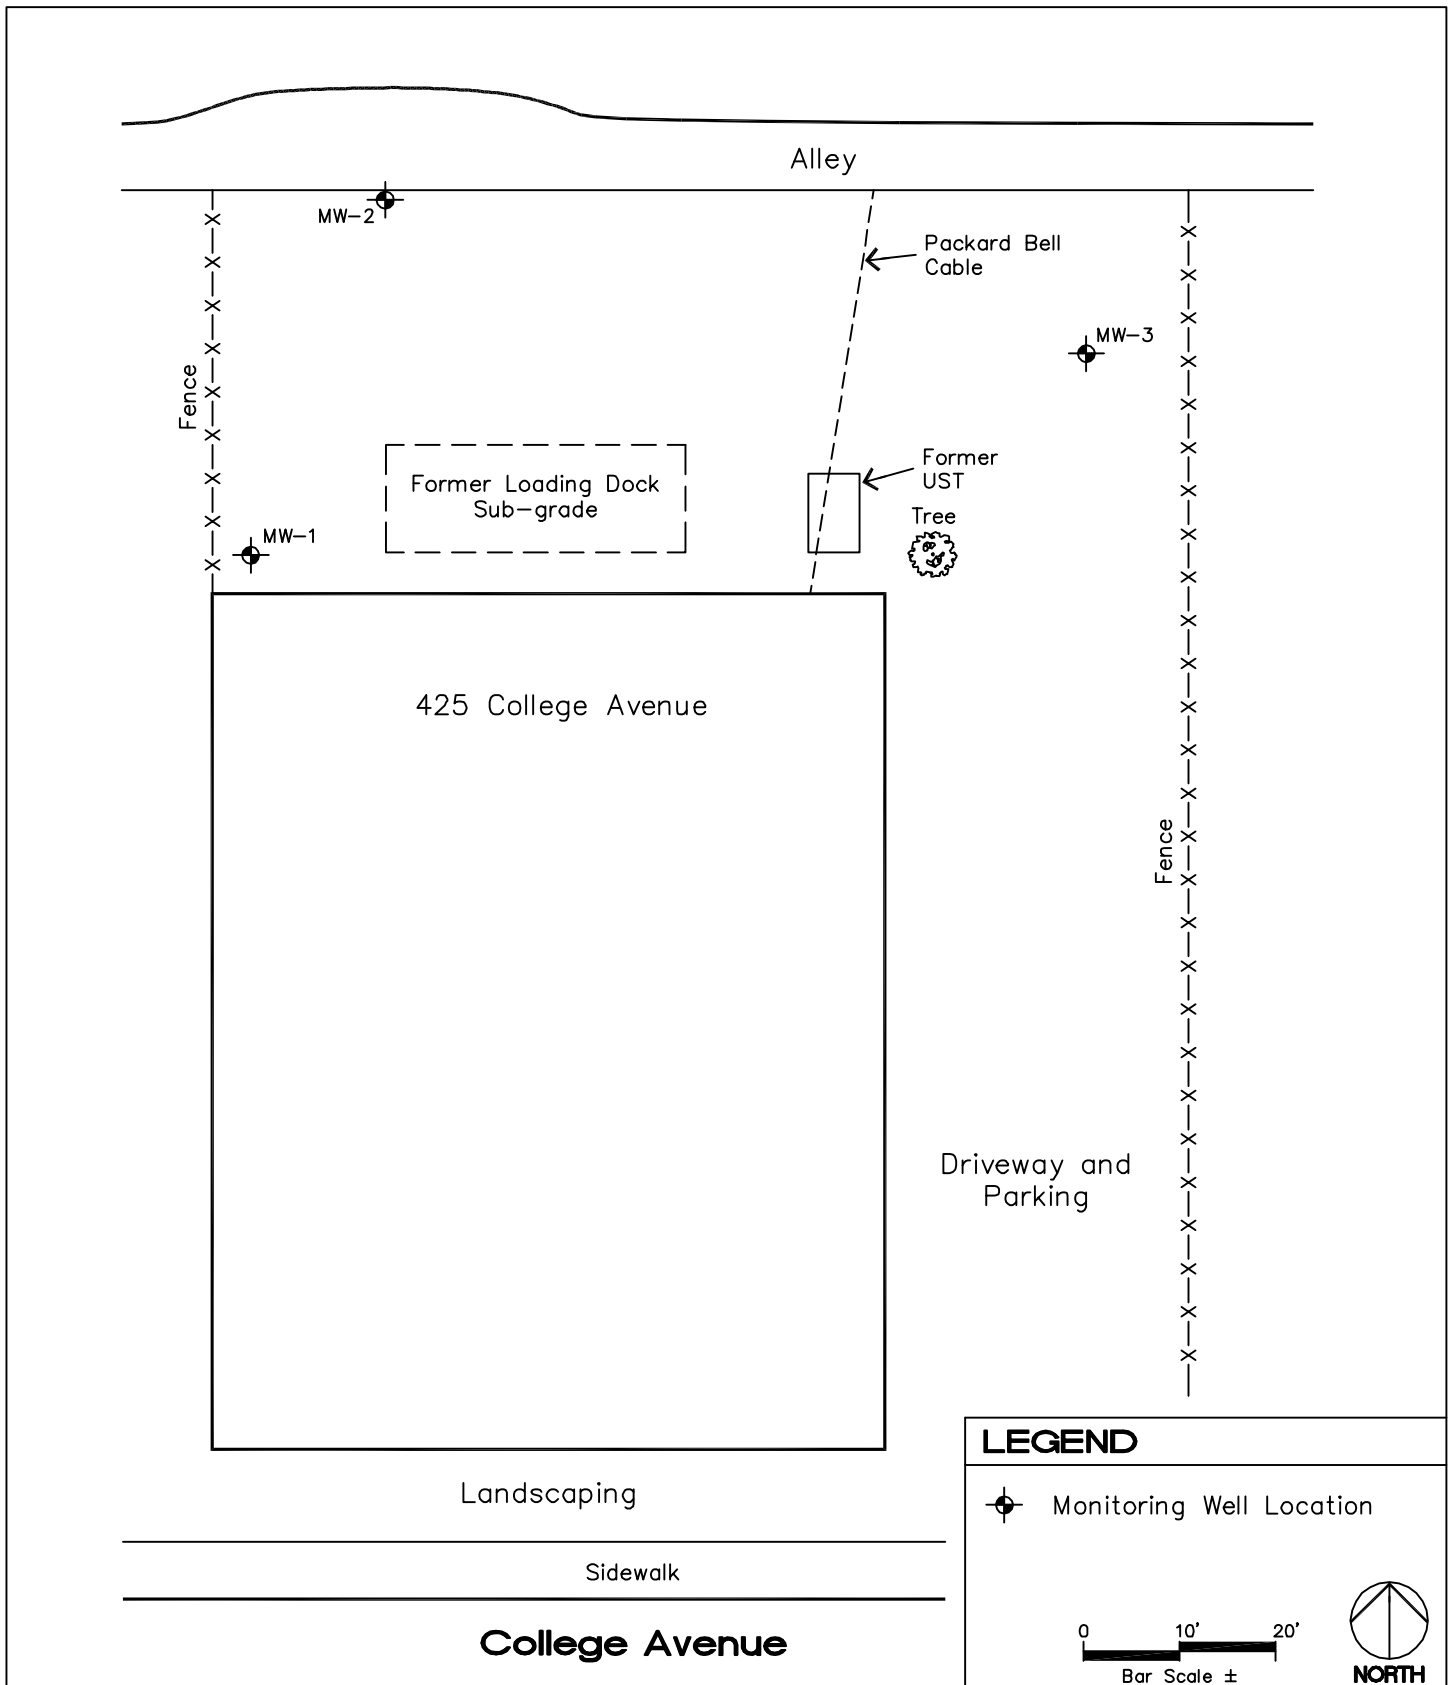 Alley
MW-2
Packard Bell
Cable
MW-3
Fence
Former
UST
Former Loading Dock
Sub-grade
Tree
MW-1
425 College Avenue
Fence
Driveway and
Parking
LEGEND
Landscaping
Monitoring Well Location
Sidewalk
College Avenue
0 10' 20'
Bar Scale ±
NORTH